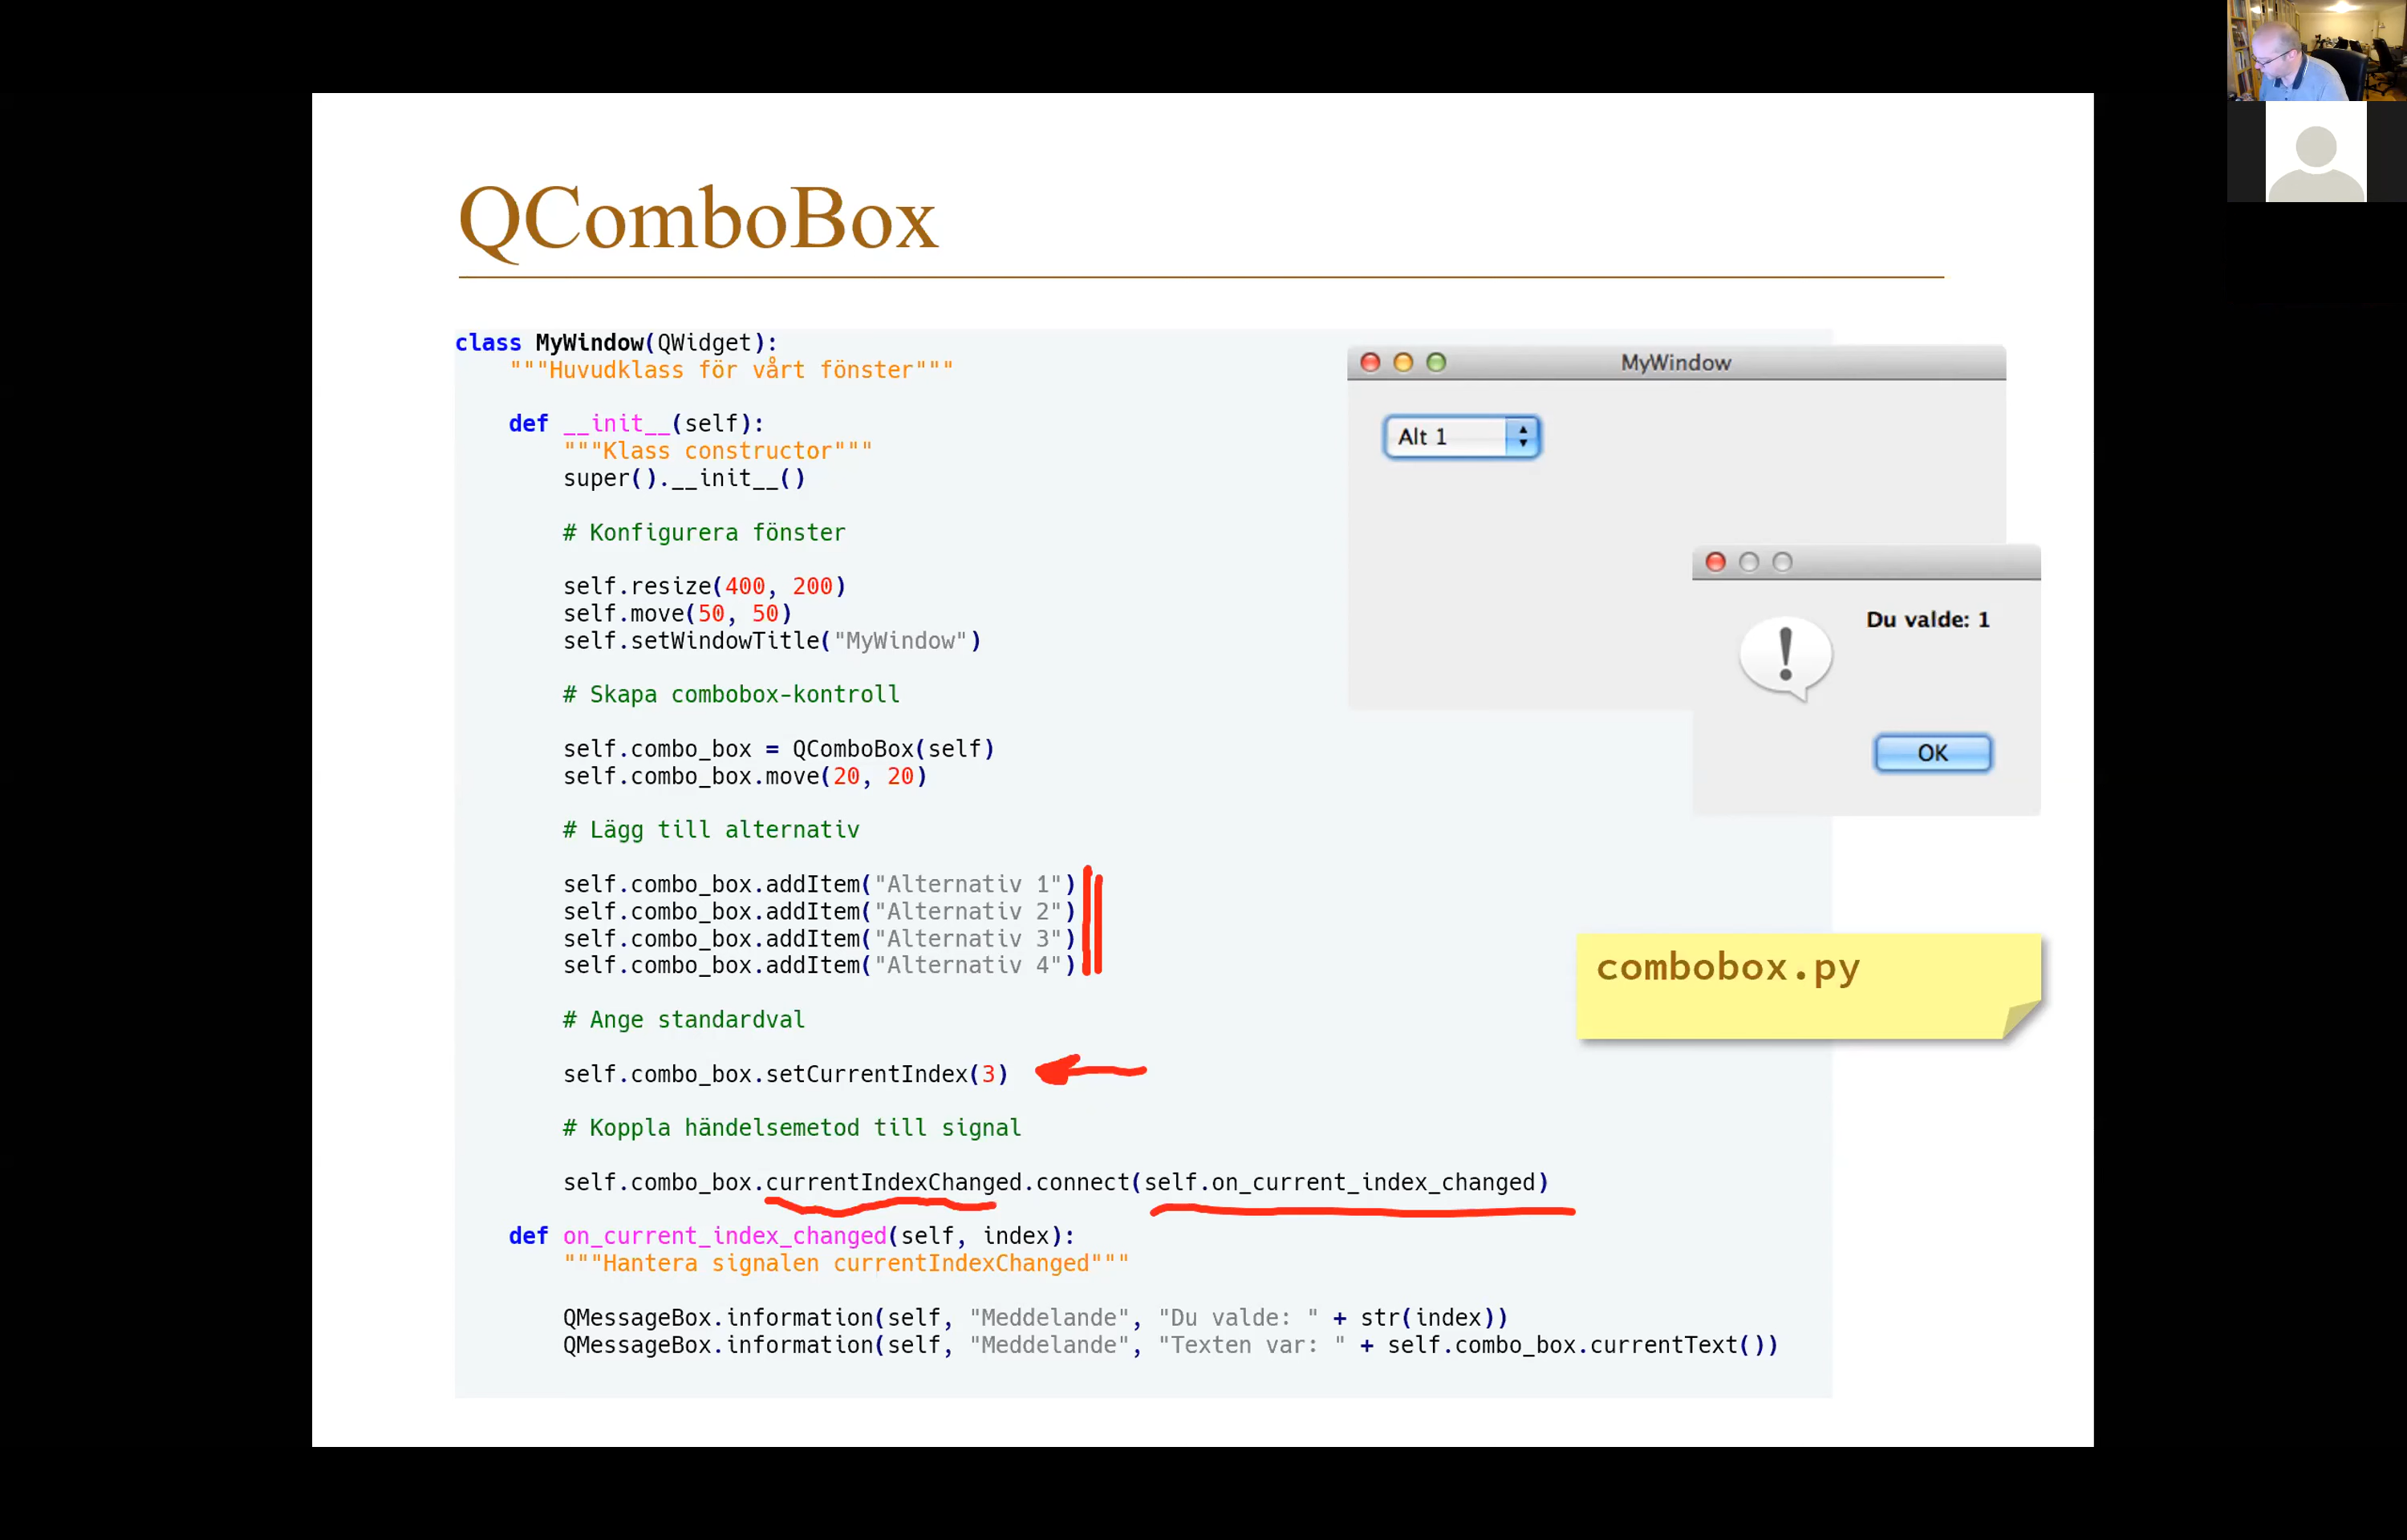 QComboBox
class MyWindow(QWidget):
"""Huvudklass för vårt fönster"""
def __init__(self):
"""Klass constructor"""
super().__init__()
# Konfigurera fönster
self.resize(400, 200)
self.move(50, 50)
self.setWindowTitle("MyWindow")
# Skapa combobox-kontroll
self.combo_box = QComboBox(self)
self.combo_box.move(20, 20)
# Lägg till alternativ
self.combo_box.addItem("Alternativ 1")
self.combo_box.addItem("Alternativ 2")
self.combo_box.addItem("Alternativ 3")
self.combo_box.addItem("Alternativ 4")
# Ange standardval
self.combo_box.setCurrentIndex(3)
# Koppla händelsemetod till signal
self.combo_box.currentIndexChanged.connect(self.on_current_index_changed)
def on_current_index_changed(self, index):
"""Hantera signalen currentIndexChanged"""
QMessageBox.information(self, "Meddelande", "Du valde: " + str(index))
QMessageBox.information(self, "Meddelande", "Texten var: " + self.combo_box.currentText())
MyWindow
Alt 1
Du valde: 1
OK
combobox.py